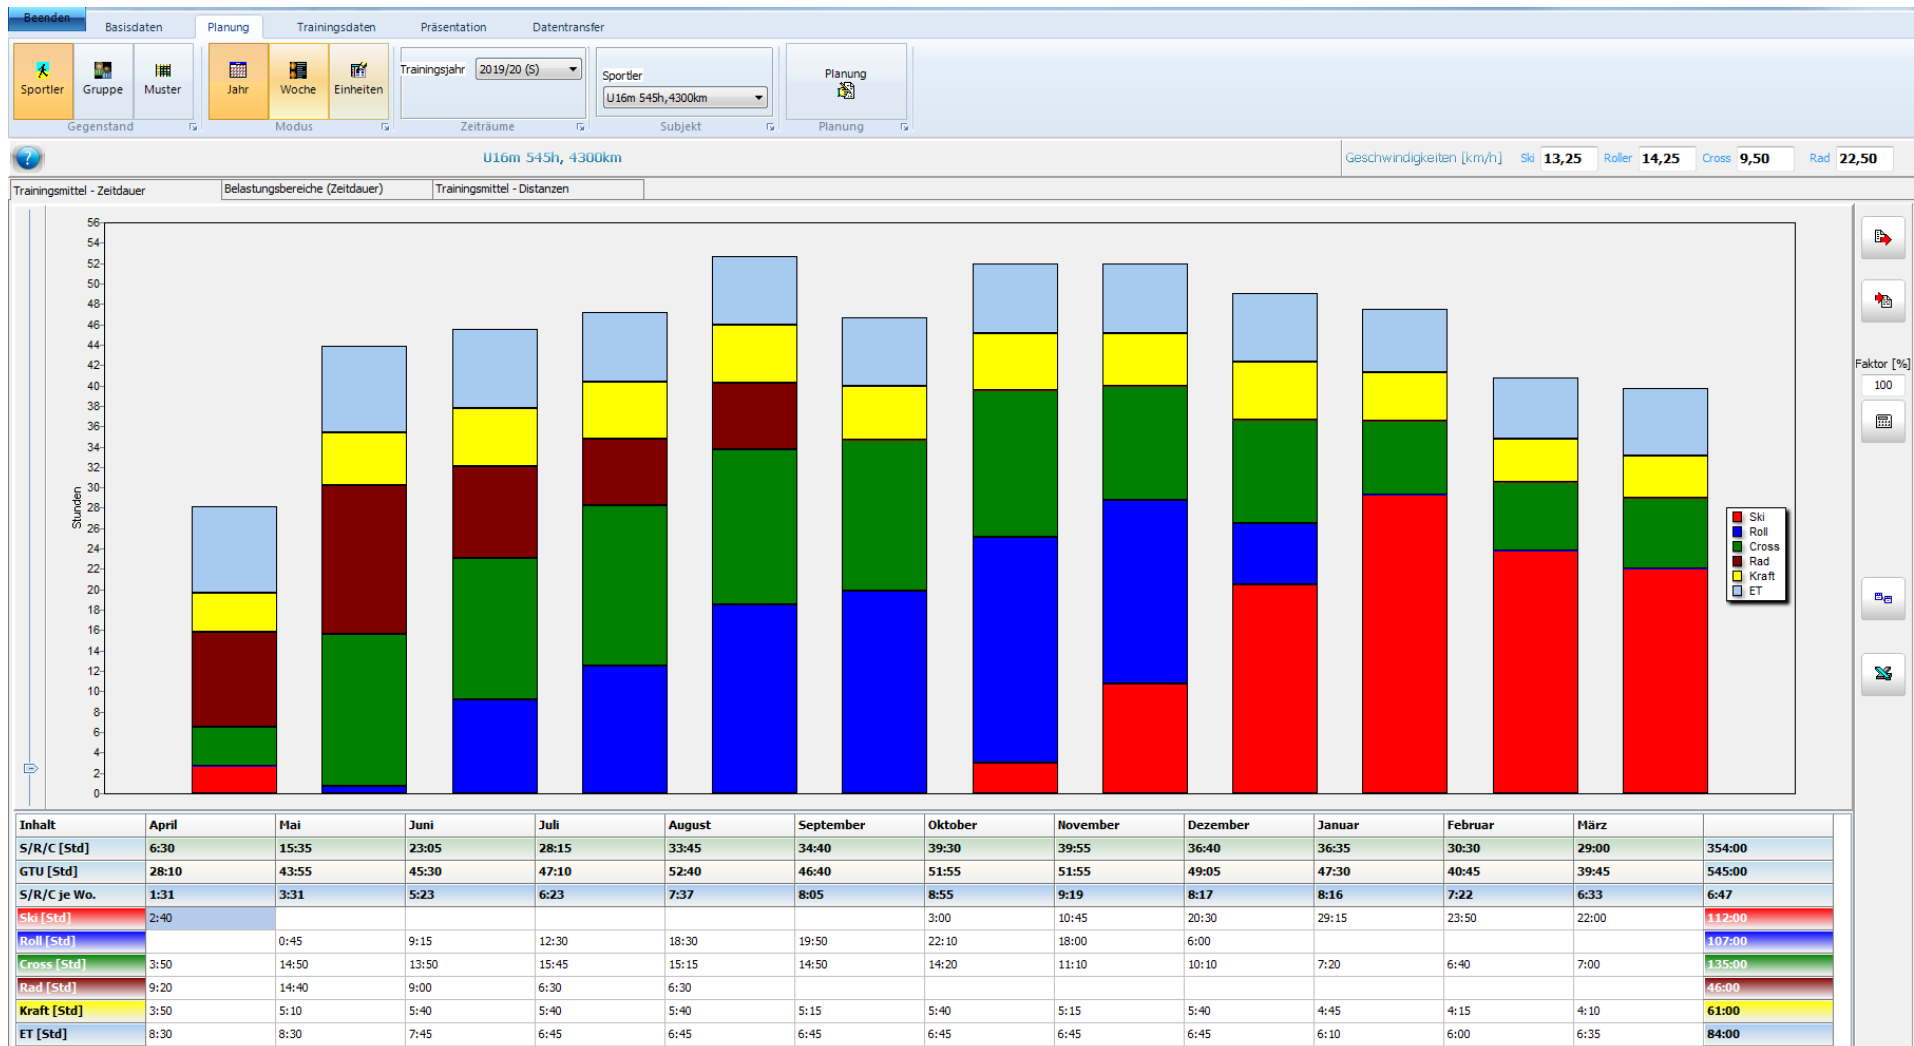 Beenden
Basisdaten Planung Trainingsdaten Präsentation Datentransfer
Sportler Gruppe Muster Jahr Woche Einheiten Trainingsjahr 2019/20 (S) Sportler U16m 545h,4300km Planung
Gegenstand Modus Zeiträume Subjekt Planung
? U16m 545h, 4300km Geschwindigkeiten [km/h] Ski 13,25 Roller 14,25 Cross 9,50 Rad 22,50
Trainingsmittel - Zeitdauer Belastungsbereiche (Zeitdauer) Trainingsmittel - Distanzen
56
54
52
50
48
46
44
42
40
38
36
34
32
30
28
26
24
22
20
18
16
14
12
10
8
6
4
2
0
Stunden
Ski
Roll
Cross
Rad
Kraft
ET
Faktor [%]
100
Inhalt April Mai Juni Juli August September Oktober November Dezember Januar Februar März
S/R/C [Std] 6:30 15:35 23:05 28:15 33:45 34:40 39:30 39:55 36:40 36:35 30:30 29:00 354:00
GTU [Std] 28:10 43:55 45:30 47:10 52:40 46:40 51:55 51:55 49:05 47:30 40:45 39:45 545:00
S/R/C je Wo. 1:31 3:31 5:23 6:23 7:37 8:05 8:55 9:19 8:17 8:16 7:22 6:33 6:47
Ski [Std] 2:40 3:00 10:45 20:30 29:15 23:50 22:00 112:00
Roll [Std] 0:45 9:15 12:30 18:30 19:50 22:10 18:00 6:00 107:00
Cross [Std] 3:50 14:50 13:50 15:45 15:15 14:50 14:20 11:10 10:10 7:20 6:40 7:00 135:00
Rad [Std] 9:20 14:40 9:00 6:30 6:30 46:00
Kraft [Std] 3:50 5:10 5:40 5:40 5:40 5:15 5:40 5:15 5:40 4:45 4:15 4:10 61:00
ET [Std] 8:30 8:30 7:45 6:45 6:45 6:45 6:45 6:45 6:45 6:10 6:00 6:35 84:00